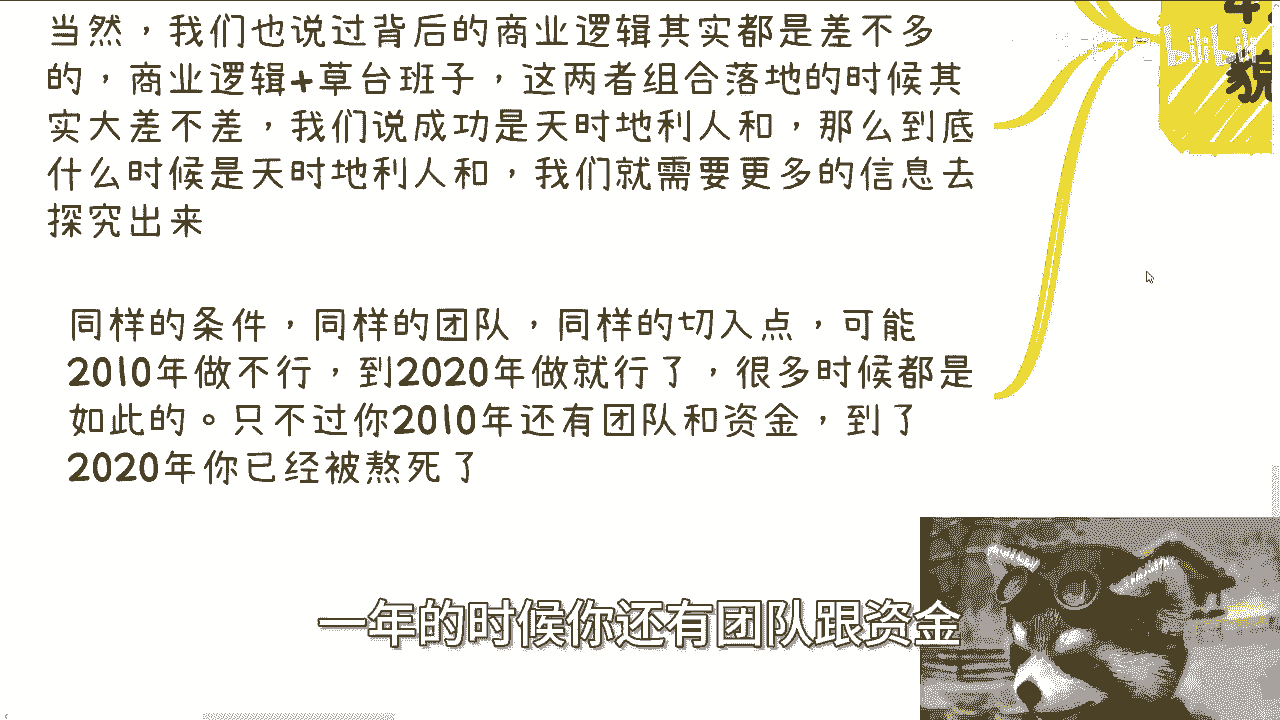 当然，我们也说过背后的商业逻辑其实都是差不多
的，商业逻辑+草台班子，这两者组合落地的时候其
实大差不差，我们说成功是天时地利人和，那么到底
什么时候是天时地利人和，我们就需要更多的信息去
探究出来
同样的条件，同样的团队，同样的切入点，可能
2010年做不行，到2020年做就行了，很多时候都是
如此的。只不过你2010年还有团队和资金，到了
2020年你已经被熬死了
一年的时候你还有团队跟资金